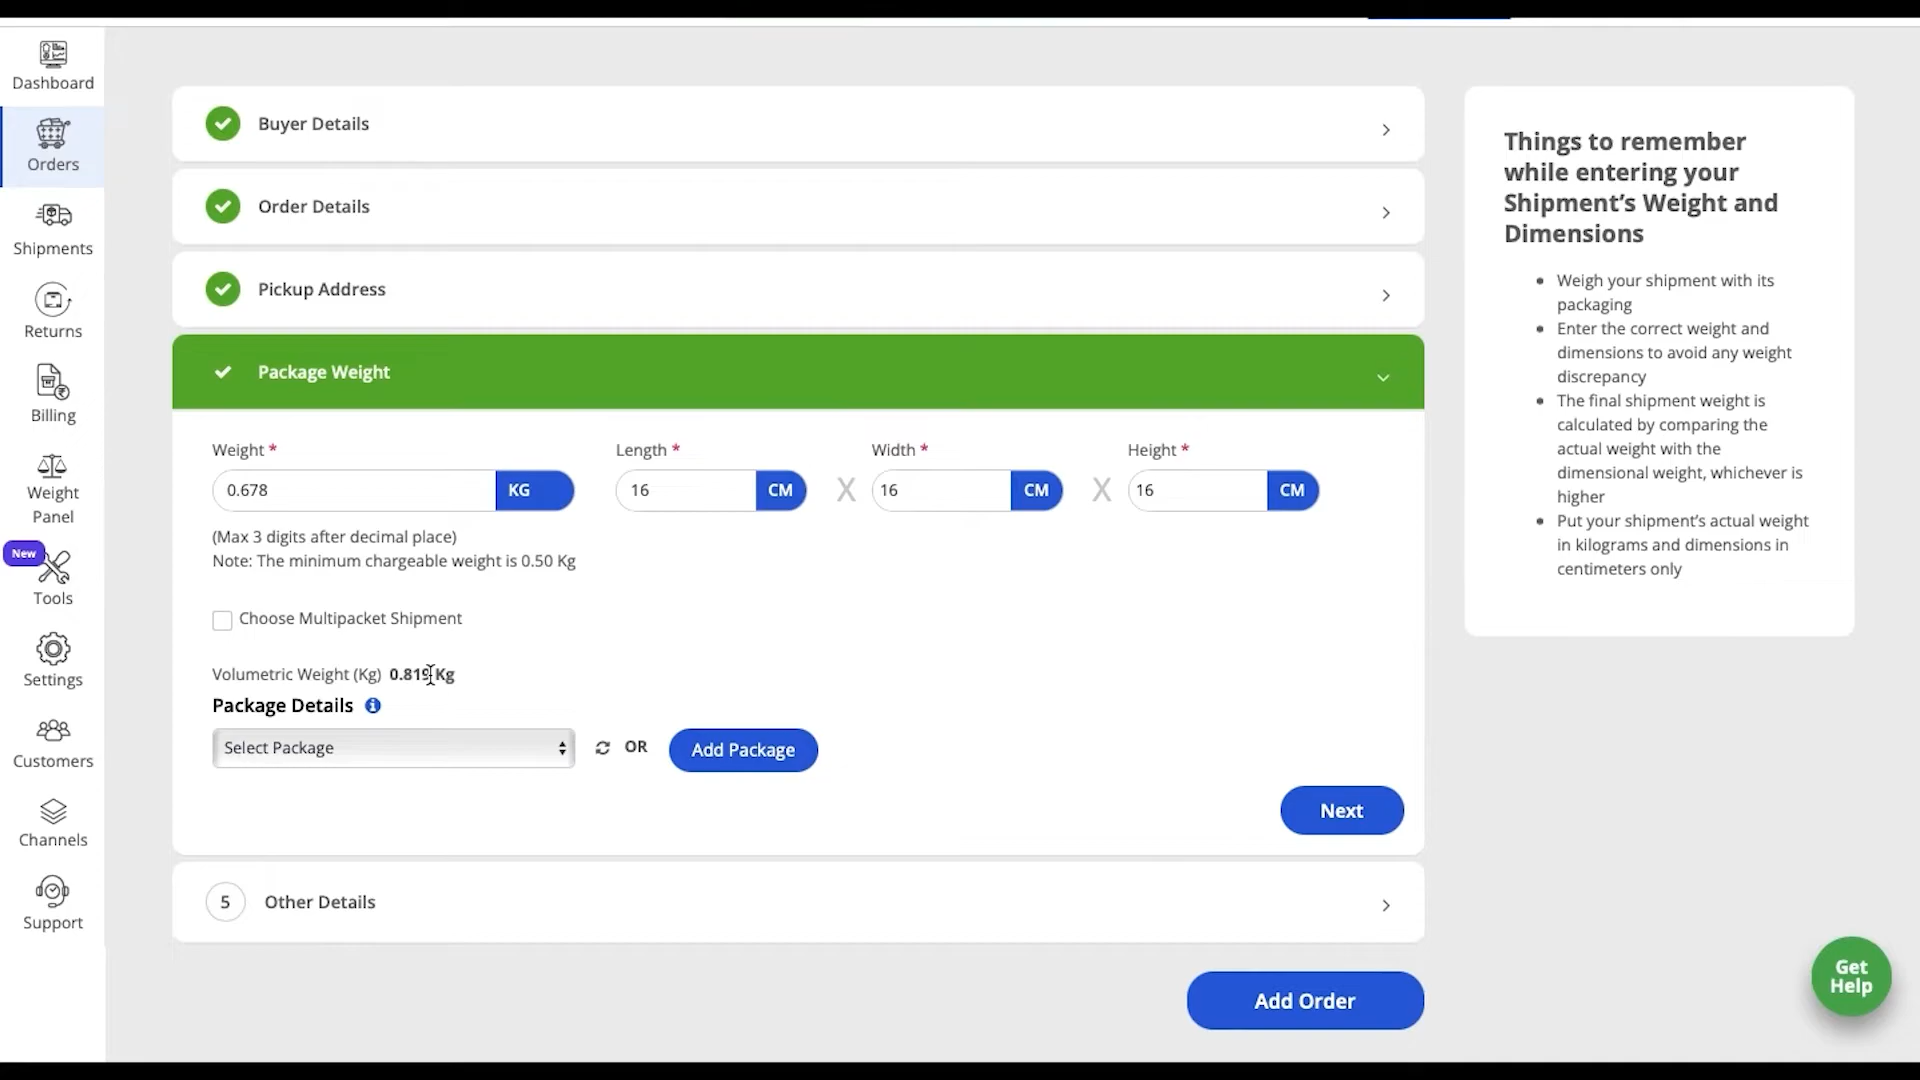 Dashboard
Orders
Shipments
Returns
Billing
Weight
Panel
New
Tools
Settings
Customers
Channels
Support
Buyer Details
Order Details
Pickup Address
Package Weight
Weight * Length * Width * Height *
0.678 KG 16 CM X 16 CM X 16 CM
(Max 3 digits after decimal place)
Note: The minimum chargeable weight is 0.50 Kg
Choose Multipacket Shipment
Volumetric Weight (Kg) 0.819 Kg
Package Details
Select Package OR Add Package
Next
5 Other Details
Add Order
Things to remember
while entering your
Shipment’s Weight and
Dimensions
• Weigh your shipment with its
packaging
• Enter the correct weight and
dimensions to avoid any weight
discrepancy
• The final shipment weight is
calculated by comparing the
actual weight with the
dimensional weight, whichever is
higher
• Put your shipment’s actual weight
in kilograms and dimensions in
centimeters only
Get
Help